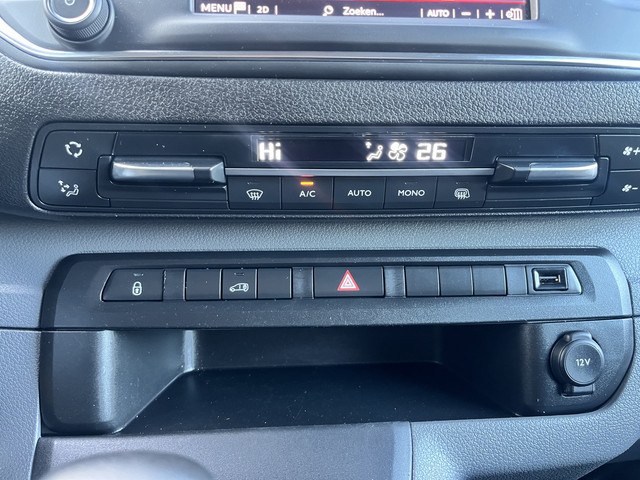 MENU 2D Zoeken... AUTO − +
Hi 26
A/C AUTO MONO
12V